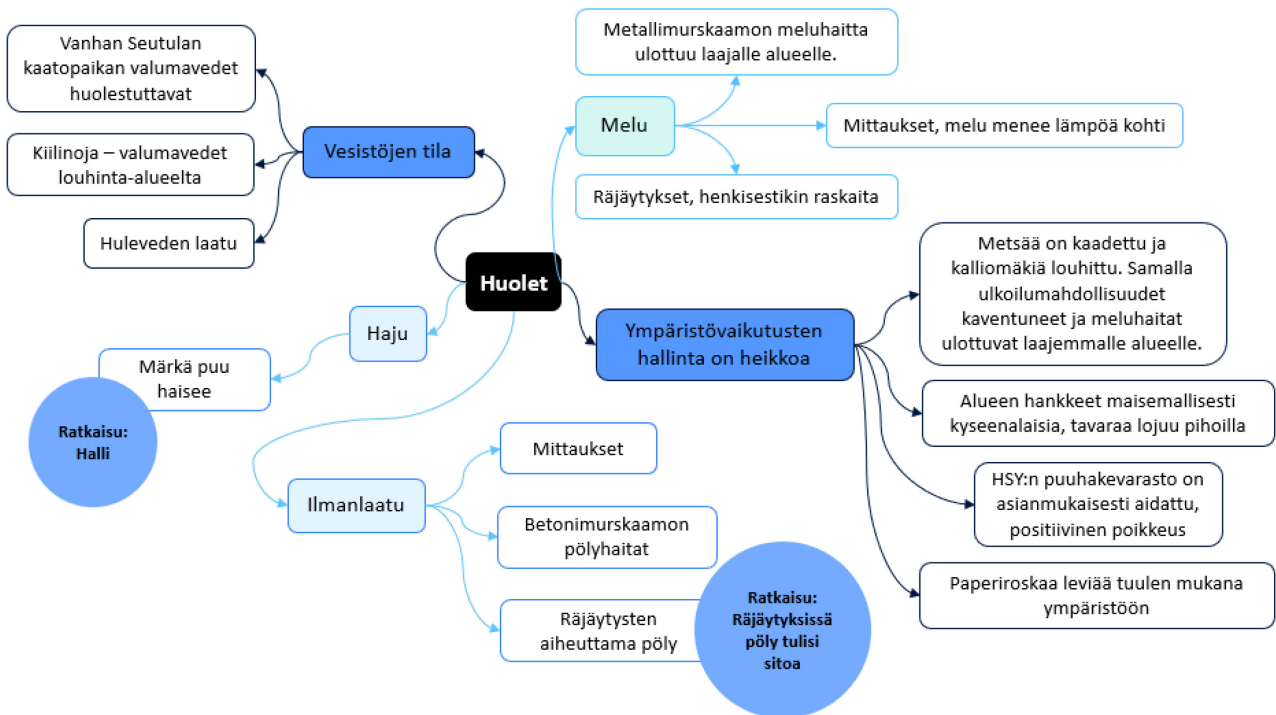 Huolet
Vesistöjen tila
Vanhan Seutulan
kaatopaikan valumavedet
huolestuttavat
Kiilinoja – valumavedet
louhinta-alueelta
Huleveden laatu
Melu
Metallimurskaamon meluhaitta
ulottuu laajalle alueelle.
Mittaukset, melu menee lämpöä kohti
Räjäytykset, henkisestikin raskaita
Ympäristövaikutusten
hallinta on heikkoa
Metsää on kaadettu ja
kalliomäkiä louhittu. Samalla
ulkoilumahdollisuudet
kaventuneet ja meluhaitat
ulottuvat laajemmalle alueelle.
Alueen hankkeet maisemallisesti
kyseenalaisia, tavaraa lojuu pihoilla
HSY:n puuhakevarasto on
asianmukaisesti aidattu,
positiivinen poikkeus
Paperiroskaa leviää tuulen mukana
ympäristöön
Haju
Märkä puu
haisee
Ratkaisu:
Halli
Ilmanlaatu
Mittaukset
Betonimurskaamon
pölyhaitat
Räjäytysten
aiheuttama pöly
Ratkaisu:
Räjäytyksissä
pöly tulisi
sitoa